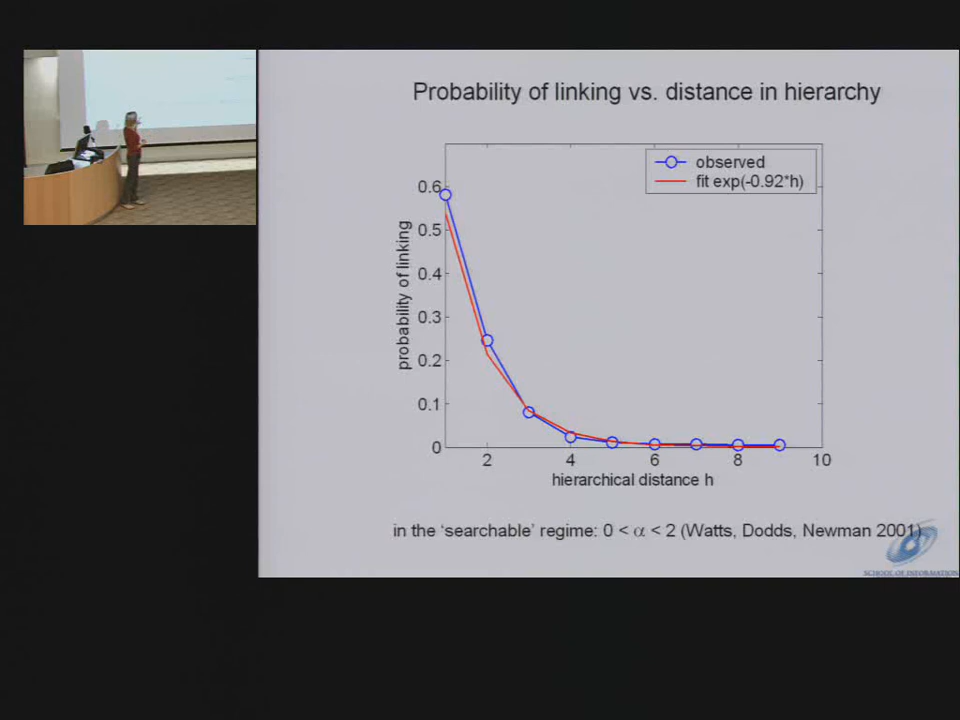 Probability of linking vs. distance in hierarchy
observed
fit exp(-0.92*h)
probability of linking
0.6
0.5
0.4
0.3
0.2
0.1
0
2
4
6
8
10
hierarchical distance h
in the ‘searchable’ regime: 0 < α < 2 (Watts, Dodds, Newman 2001)
SCHOOL OF INFORMATION